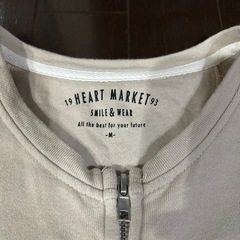 19 HEART MARKET 93
SMILE & WEAR
All the best for your future
-M-